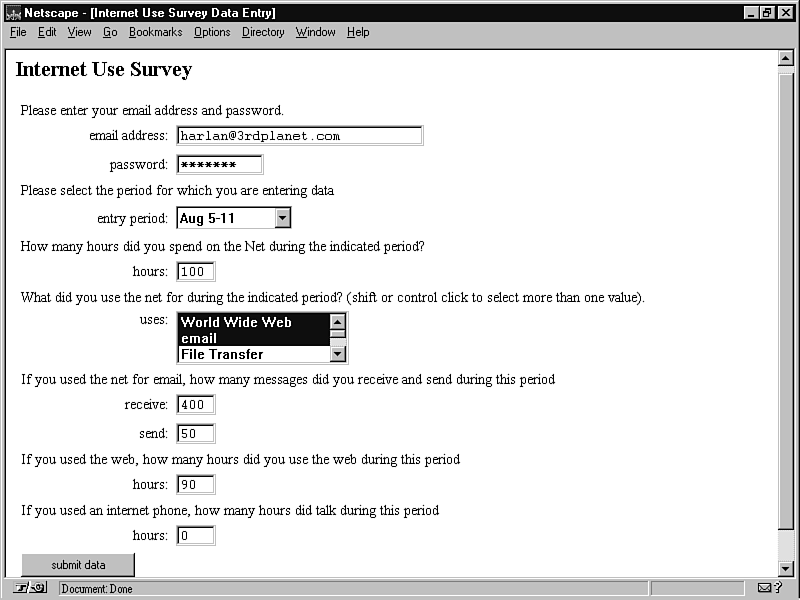 Netscape - [Internet Use Survey Data Entry]
File Edit View Go Bookmarks Options Directory Window Help
Internet Use Survey
Please enter your email address and password.
email address: harlan@3rdplanet.com
password: *******
Please select the period for which you are entering data
entry period: Aug 5-11
How many hours did you spend on the Net during the indicated period?
hours: 100
What did you use the net for during the indicated period? (shift or control click to select more than one value).
uses: World Wide Web
email
File Transfer
If you used the net for email, how many messages did you receive and send during this period
receive: 400
send: 50
If you used the web, how many hours did you use the web during this period
hours: 90
If you used an internet phone, how many hours did talk during this period
hours: 0
submit data
Document: Done